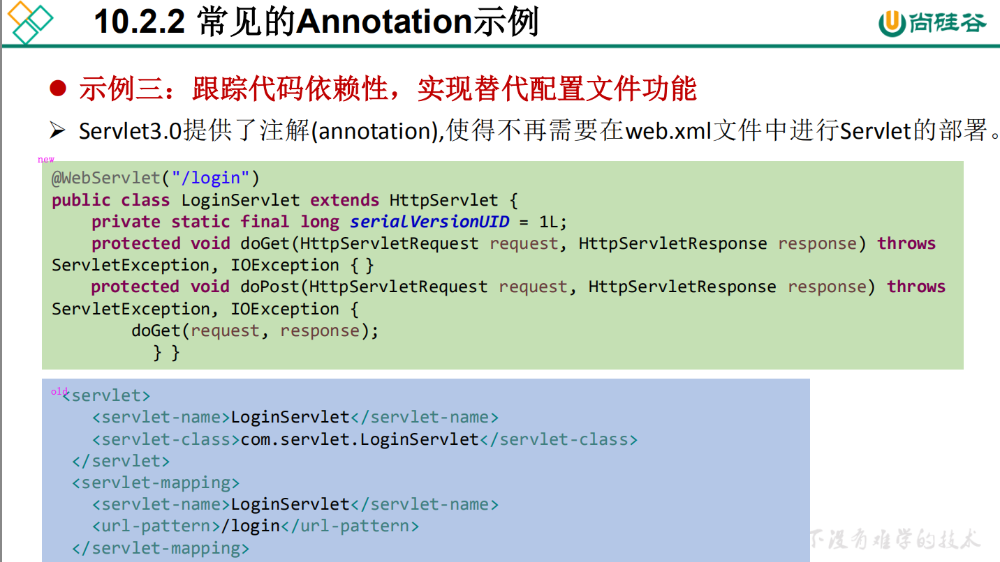 10.2.2 常见的Annotation示例
尚硅谷
示例三：跟踪代码依赖性，实现替代配置文件功能
Servlet3.0提供了注解(annotation),使得不再需要在web.xml文件中进行Servlet的部署。
new
@WebServlet("/login")
public class LoginServlet extends HttpServlet {
private static final long serialVersionUID = 1L;
protected void doGet(HttpServletRequest request, HttpServletResponse response) throws
ServletException, IOException { }
protected void doPost(HttpServletRequest request, HttpServletResponse response) throws
ServletException, IOException {
doGet(request, response);
} }
old
<servlet>
<servlet-name>LoginServlet</servlet-name>
<servlet-class>com.servlet.LoginServlet</servlet-class>
</servlet>
<servlet-mapping>
<servlet-name>LoginServlet</servlet-name>
<url-pattern>/login</url-pattern>
</servlet-mapping>
下没有难学的技术